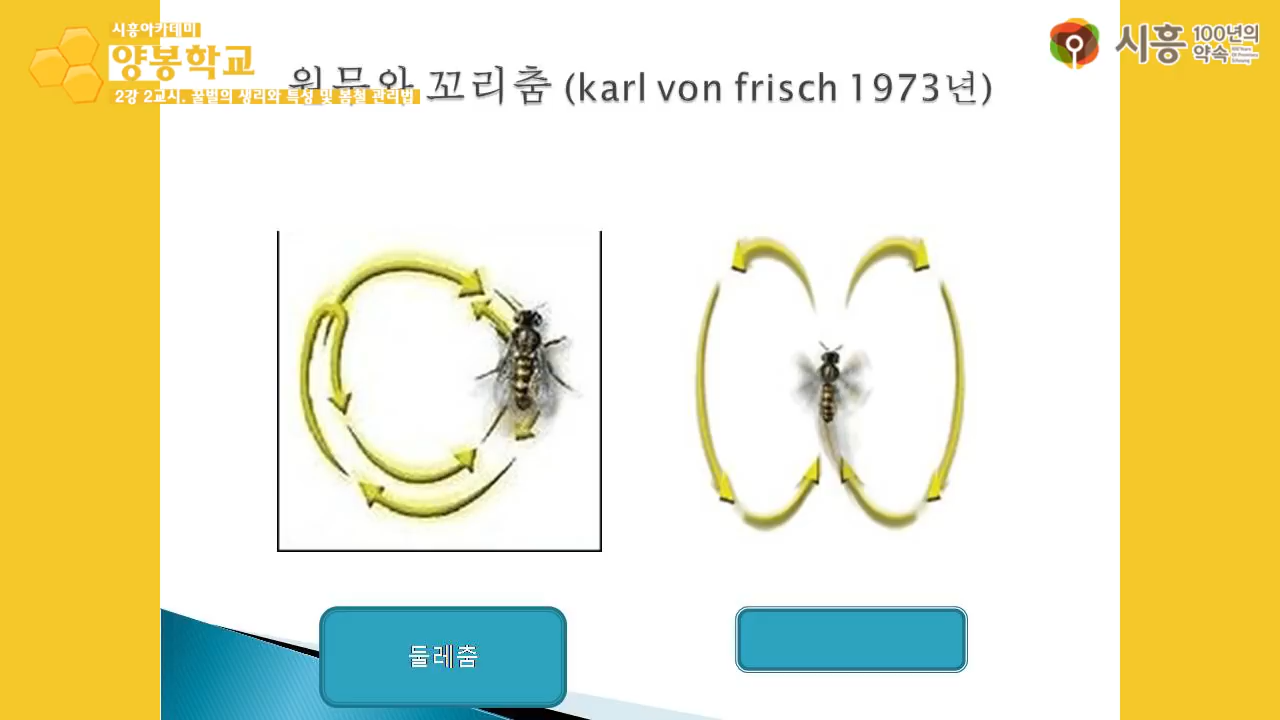 시흥아카데미
양봉학교
2강 2교시. 꿀벌의 생리와 특성 및 봄철 관리법
원무와 꼬리춤 (karl von frisch 1973년)
시흥 100년의 약속
둘레춤